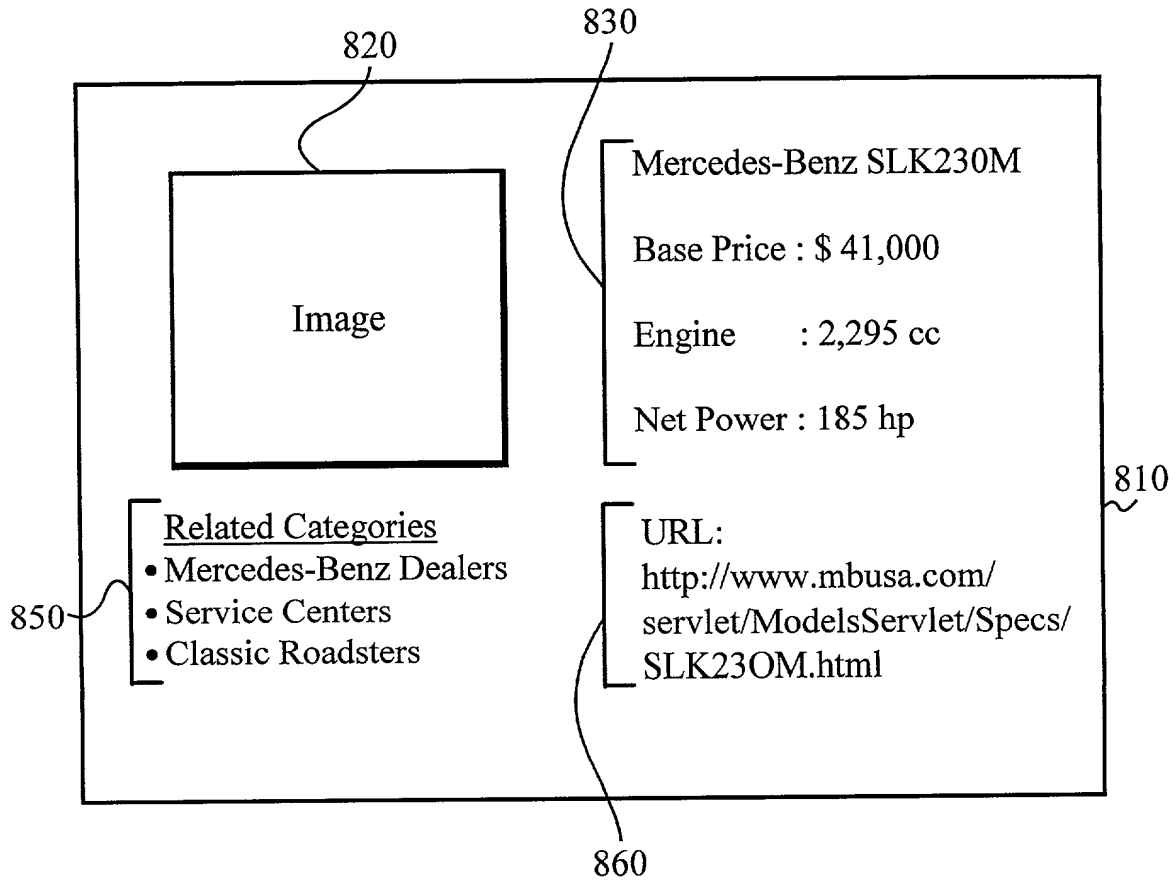 820
830
Image
Mercedes-Benz SLK230M
Base Price : $ 41,000
Engine : 2,295 cc
Net Power : 185 hp
810
850
Related Categories
• Mercedes-Benz Dealers
• Service Centers
• Classic Roadsters
URL:
http://www.mbusa.com/
servlet/ModelsServlet/Specs/
SLK23OM.html
860